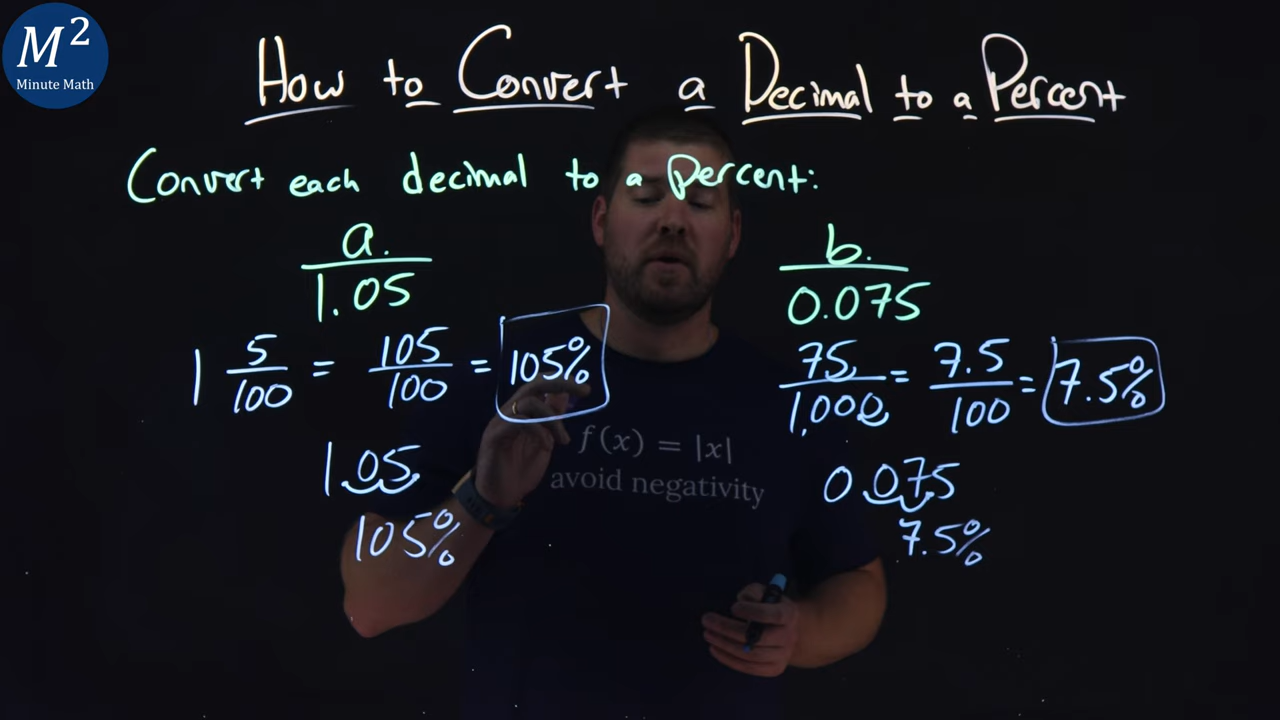 M²
Minute Math
How to Convert a Decimal to a Percent
Convert each decimal to a percent:
a.
1.05
1 5/100 = 105/100 = 105%
1.05
105%
b.
0.075
75/1,000 = 7.5/100 = 7.5%
0.075
7.5%
f(x) = |x|
avoid negativity